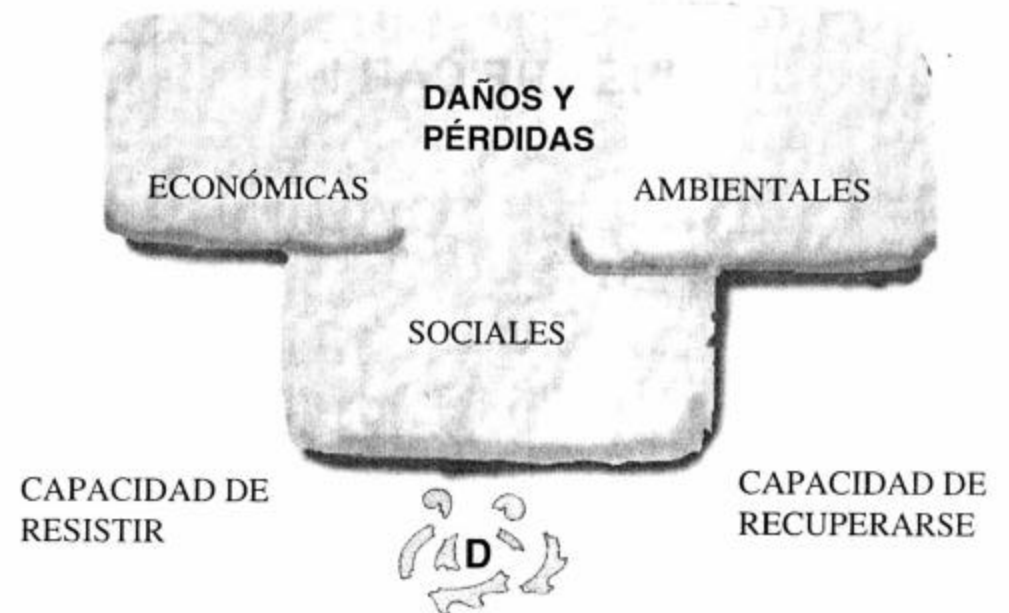 DAÑOS Y
PÉRDIDAS
ECONÓMICAS
AMBIENTALES
SOCIALES
CAPACIDAD DE
RESISTIR
CAPACIDAD DE
RECUPERARSE
D